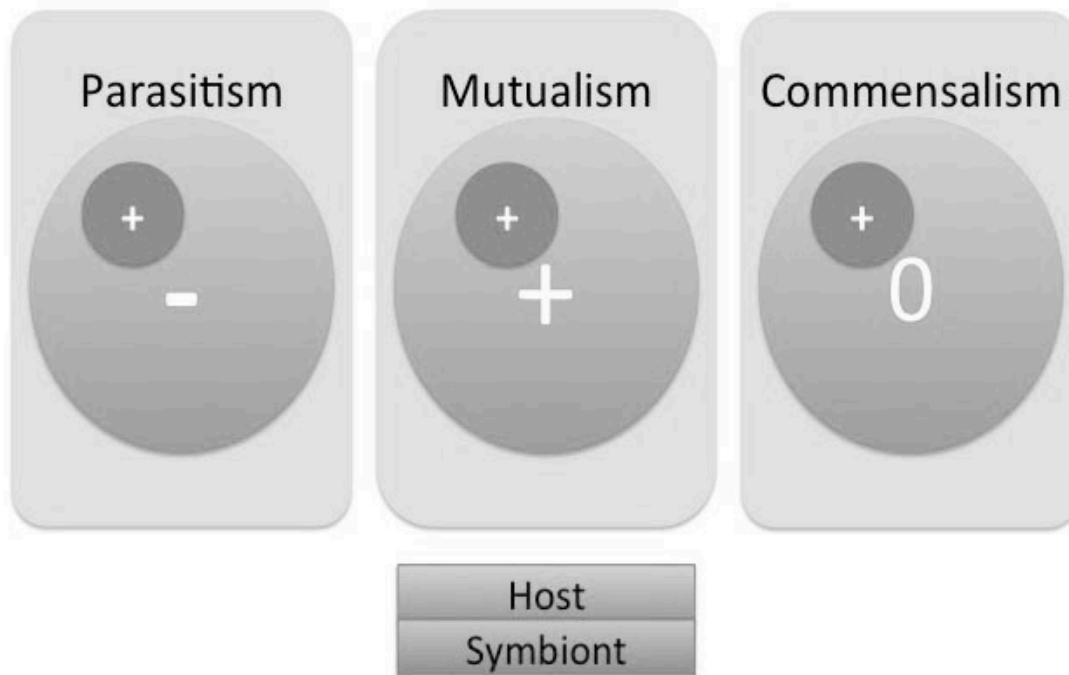 Parasitism
+
-
Mutualism
+
+
Commensalism
+
0
Host
Symbiont